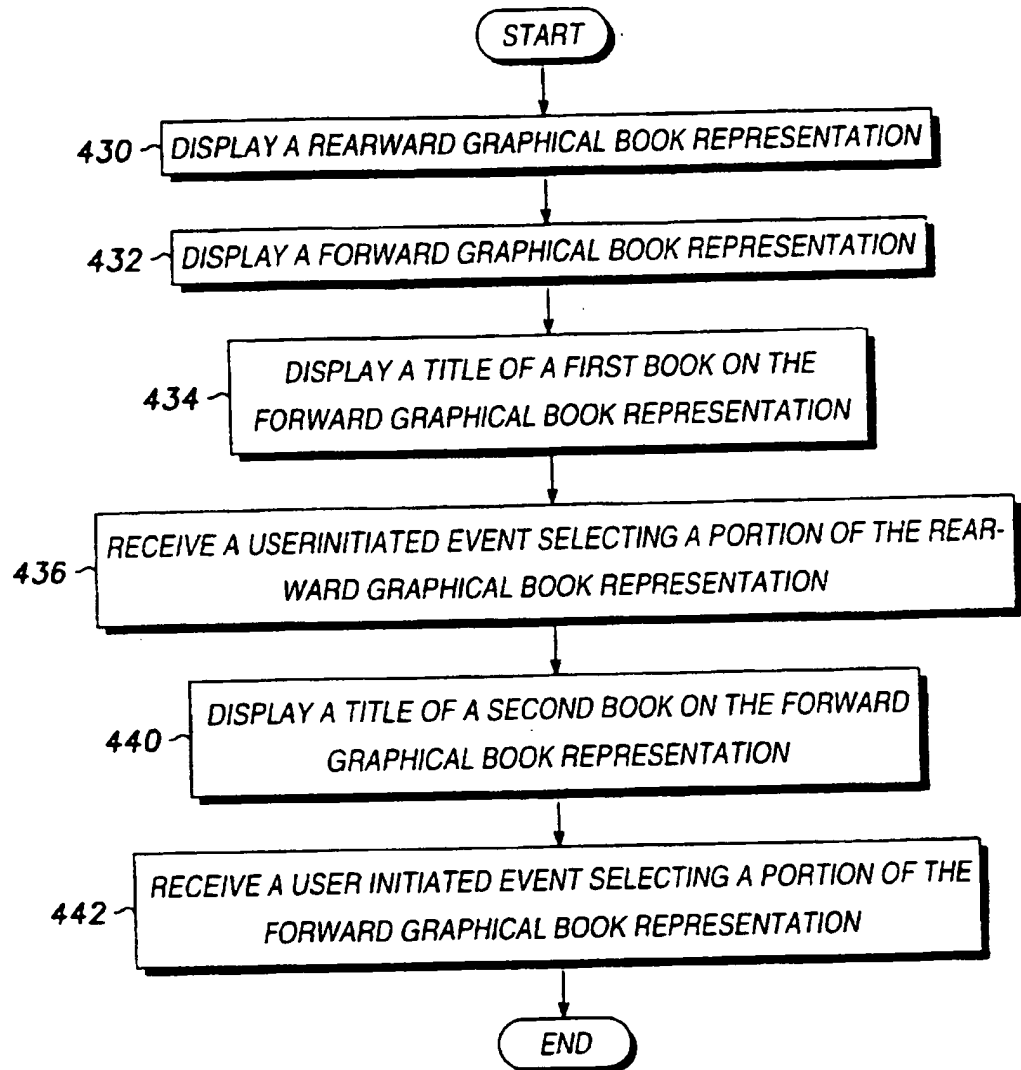 START
430 DISPLAY A REARWARD GRAPHICAL BOOK REPRESENTATION
432 DISPLAY A FORWARD GRAPHICAL BOOK REPRESENTATION
DISPLAY A TITLE OF A FIRST BOOK ON THE
434 FORWARD GRAPHICAL BOOK REPRESENTATION
RECEIVE A USERINITIATED EVENT SELECTING A PORTION OF THE REAR-
436 WARD GRAPHICAL BOOK REPRESENTATION
DISPLAY A TITLE OF A SECOND BOOK ON THE FORWARD
440 GRAPHICAL BOOK REPRESENTATION
RECEIVE A USER INITIATED EVENT SELECTING A PORTION OF THE
442 FORWARD GRAPHICAL BOOK REPRESENTATION
END